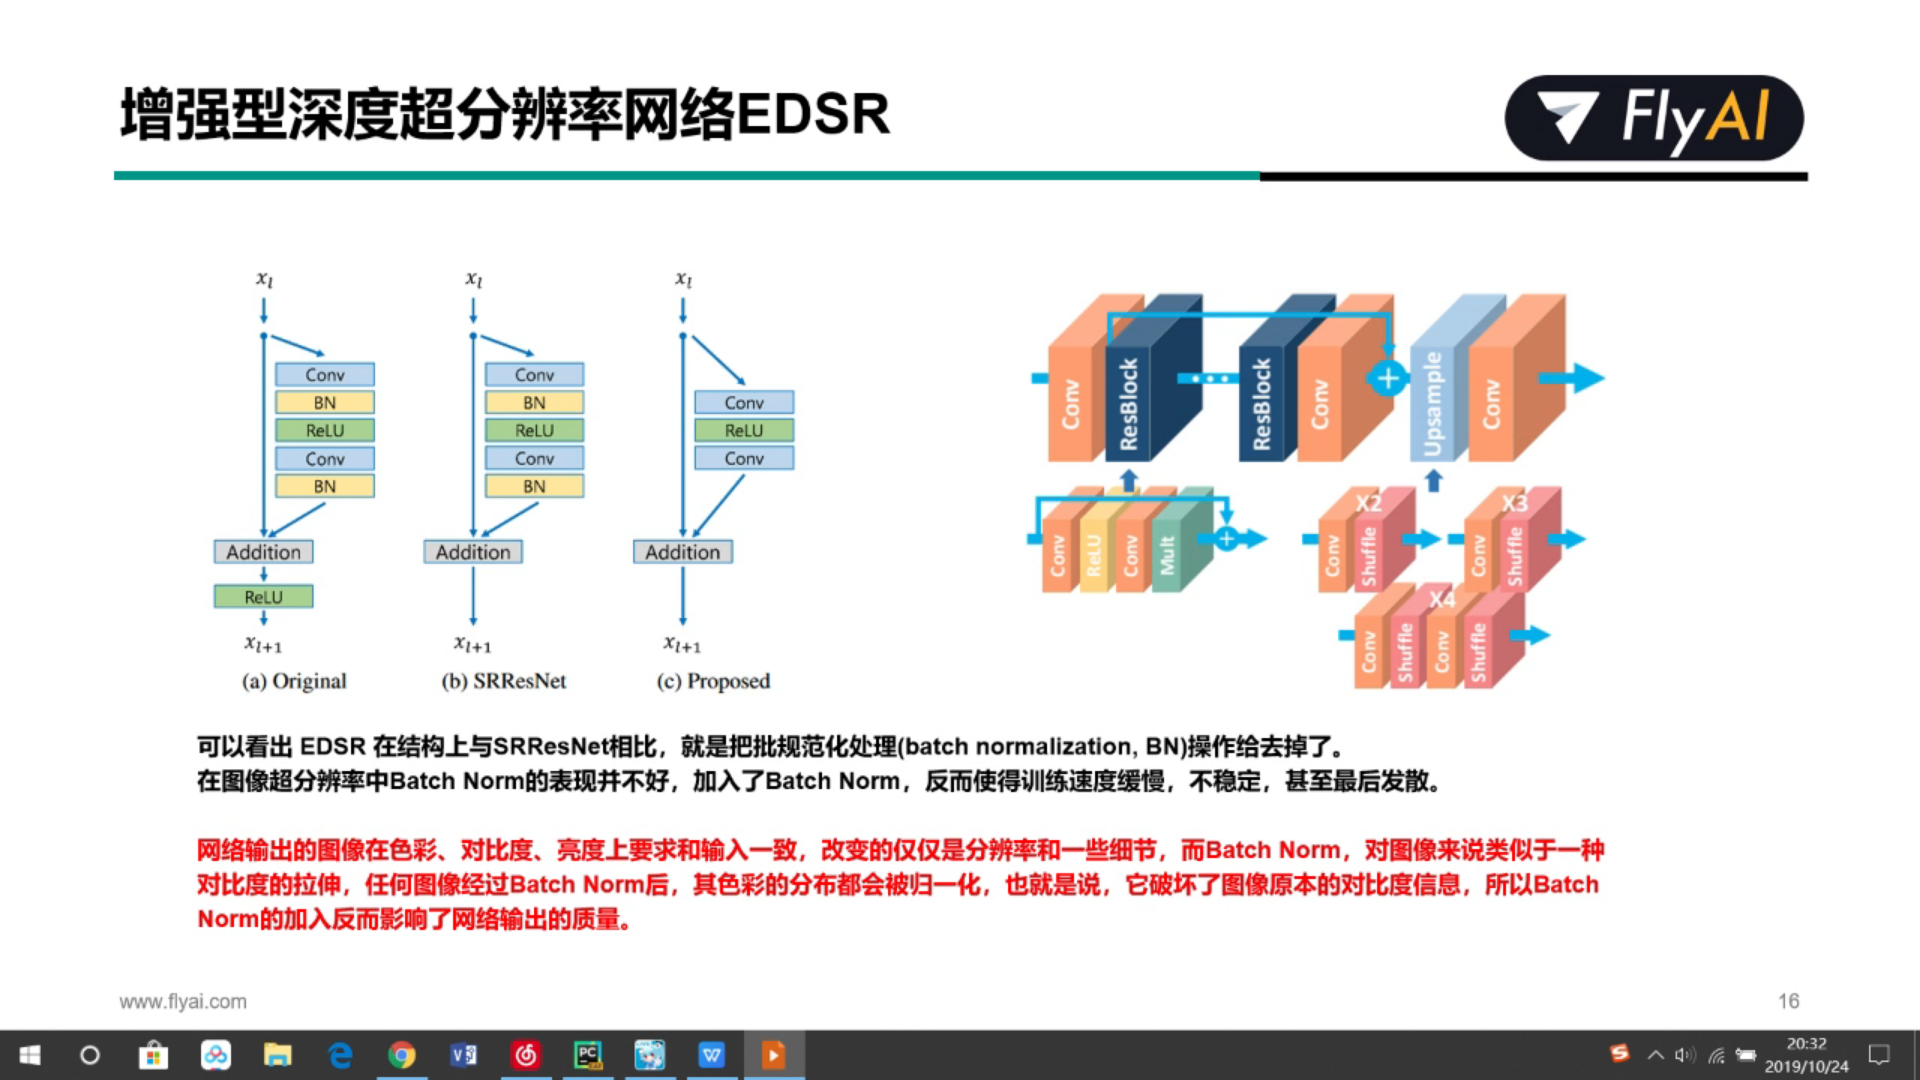 增强型深度超分辨率网络EDSR
FlyAI
x_l
Conv
BN
ReLU
Conv
BN
Addition
ReLU
x_{l+1}
(a) Original
x_l
Conv
BN
ReLU
Conv
BN
Addition
x_{l+1}
(b) SRResNet
x_l
Conv
ReLU
Conv
Addition
x_{l+1}
(c) Proposed
Conv
ResBlock
ResBlock
Conv
+
Upsample
Conv
Conv
ReLU
Conv
Mult
+
X2
Conv
Shuffle
X3
Conv
Shuffle
X4
Conv
Shuffle
Conv
Shuffle
可以看出 EDSR 在结构上与SRResNet相比，就是把批规范化处理(batch normalization, BN)操作给去掉了。
在图像超分辨率中Batch Norm的表现并不好，加入了Batch Norm，反而使得训练速度缓慢，不稳定，甚至最后发散。
网络输出的图像在色彩、对比度、亮度上要求和输入一致，改变的仅仅是分辨率和一些细节，而Batch Norm，对图像来说类似于一种
对比度的拉伸，任何图像经过Batch Norm后，其色彩的分布都会被归一化，也就是说，它破坏了图像原本的对比度信息，所以Batch
Norm的加入反而影响了网络输出的质量。
www.flyai.com
16
20:32
2019/10/24